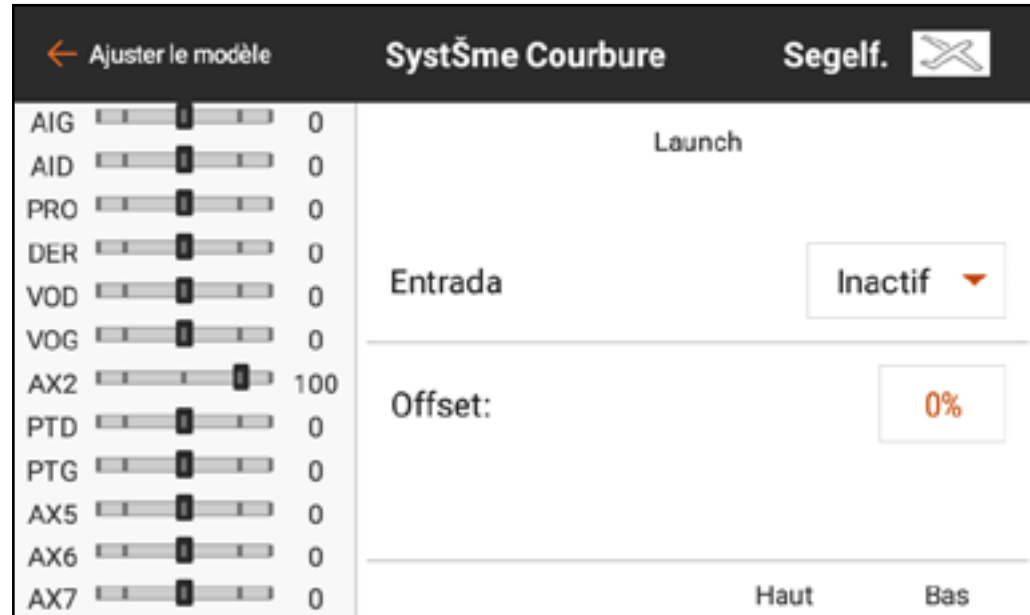 Ajuster le modèle
SystŠme Courbure
Segelf.
AIG 0
AID 0
PRO 0
DER 0
VOD 0
VOG 0
AX2 100
PTD 0
PTG 0
AX5 0
AX6 0
AX7 0
Launch
Entrada Inactif
Offset: 0%
Haut Bas